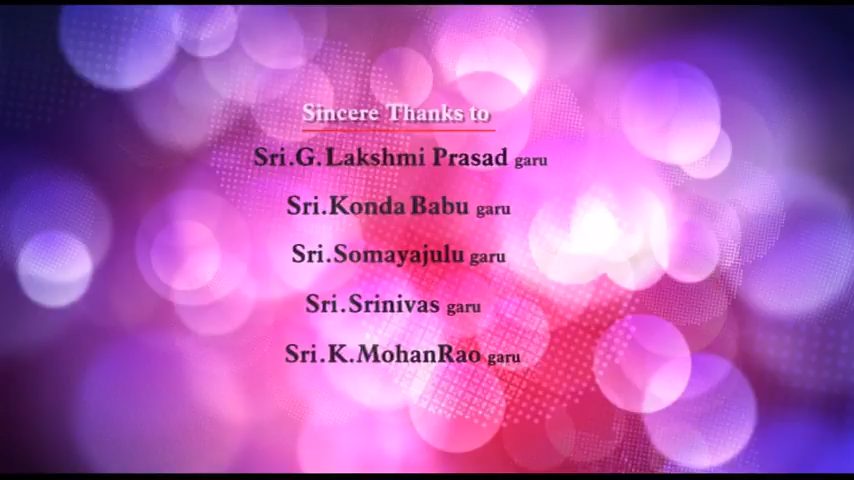 Sincere Thanks to
Sri.G.Lakshmi Prasad garu
Sri.Konda Babu garu
Sri.Somayajulu garu
Sri.Srinivas garu
Sri.K.MohanRao garu